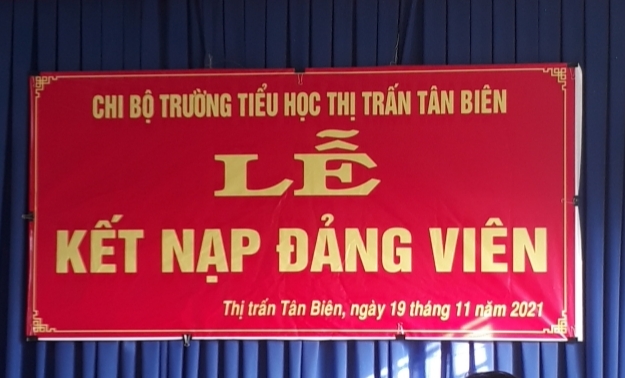 CHI BỘ TRƯỜNG TIỂU HỌC THỊ TRẤN TÂN BIÊN
LỄ
KẾT NẠP ĐẢNG VIÊN
Thị trấn Tân Biên, ngày 19 tháng 11 năm 2021